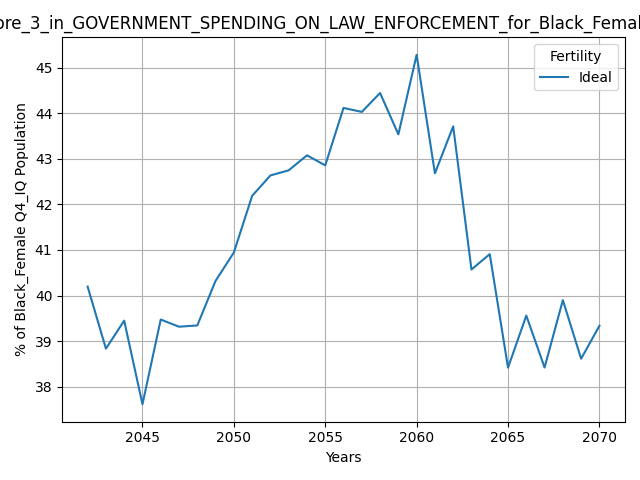 ore_3_in_GOVERNMENT_SPENDING_ON_LAW_ENFORCEMENT_for_Black_Femal
Fertility
Ideal
% of Black_Female Q4_IQ Population
45
44
43
42
41
40
39
38
2045 2050 2055 2060 2065 2070
Years